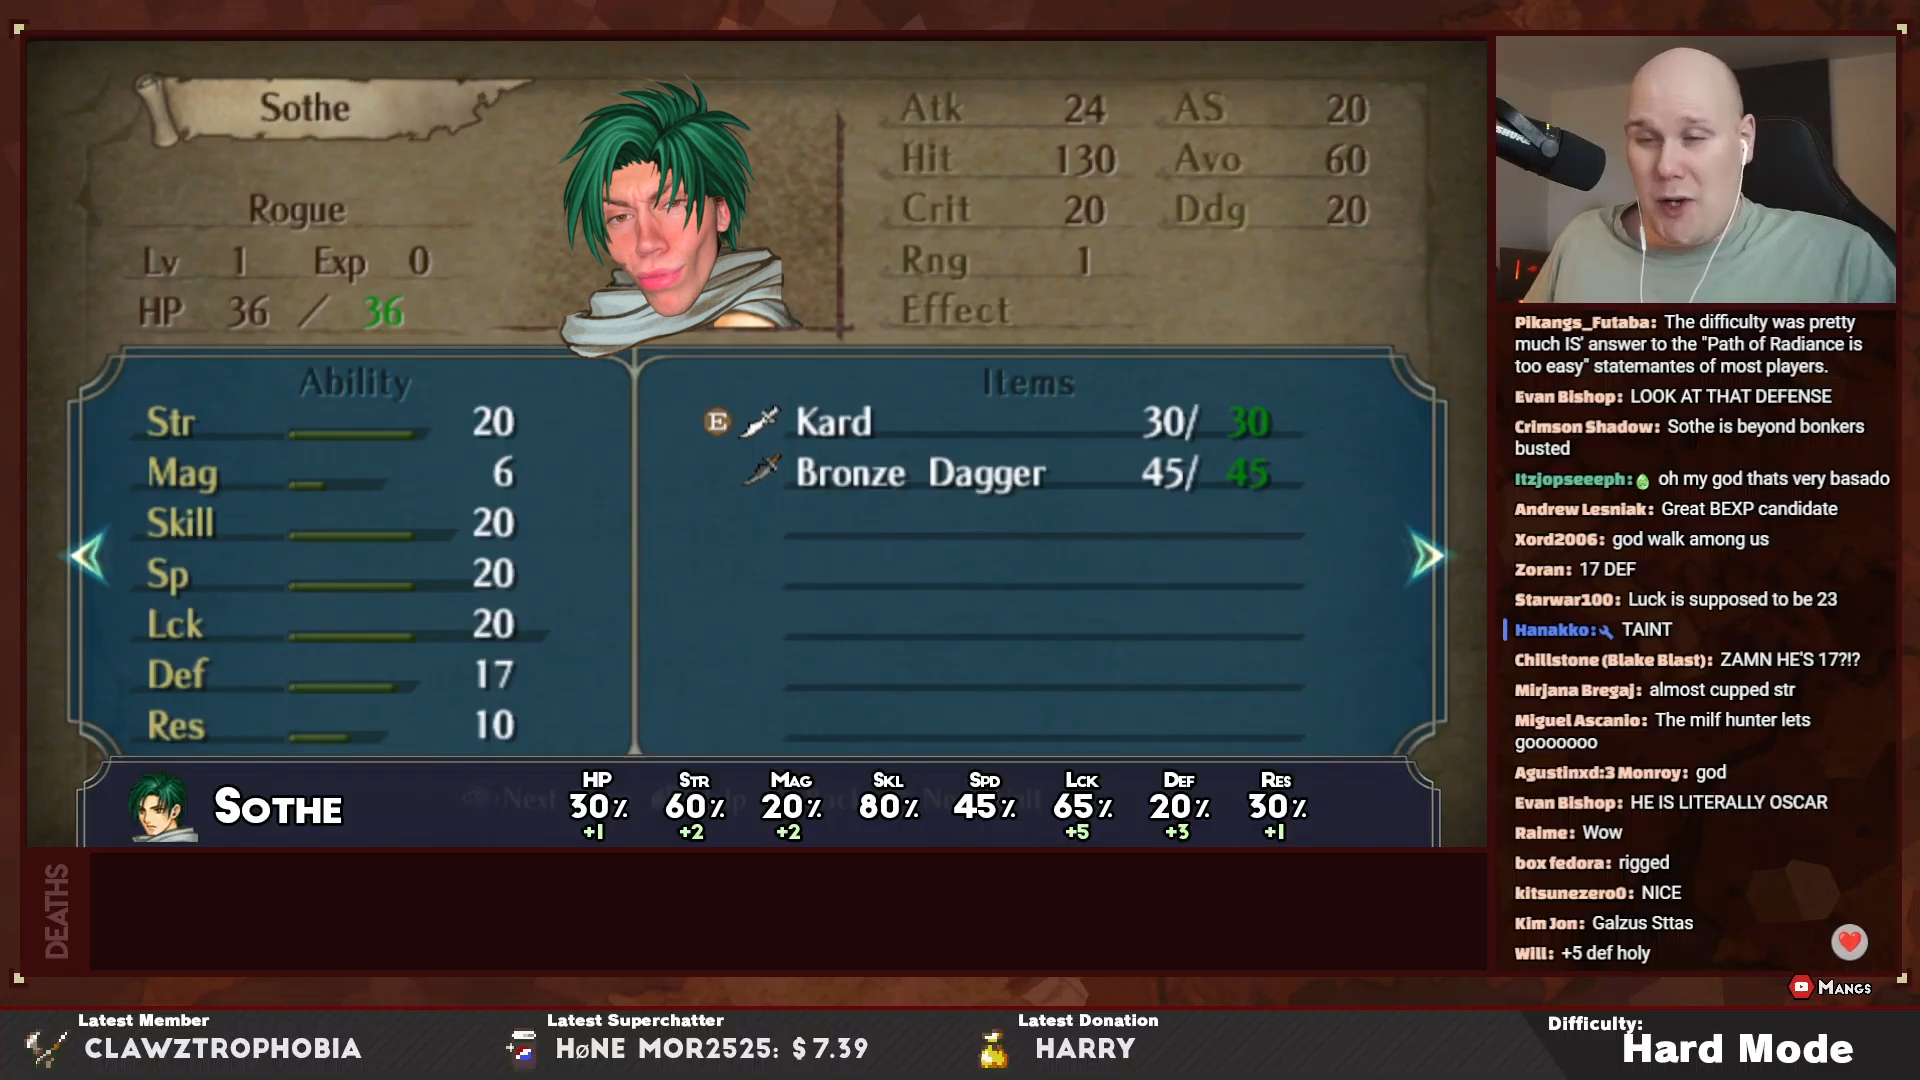 Sothe
Rogue
Lv 1 Exp 0
HP 36 / 36
Atk 24 AS 20
Hit 130 Avo 60
Crit 20 Ddg 20
Rng 1
Effect
Ability
Str 20
Mag 6
Skill 20
Sp 20
Lck 20
Def 17
Res 10
Items
E Kard 30/ 30
Bronze Dagger 45/ 45
SOTHE
HP STR MAG SKL SPD LCK DEF RES
30% 60% 20% 80% 45% 65% 20% 30%
+1 +2 +2 +5 +3 +1
DEATHS
Pikangs_Futaba: The difficulty was pretty
much IS' answer to the "Path of Radiance is
too easy" statemantes of most players.
Evan Bishop: LOOK AT THAT DEFENSE
Crimson Shadow: Sothe is beyond bonkers
busted
Itzjopseeeph: oh my god thats very basado
Andrew Lesniak: Great BEXP candidate
Xord2006: god walk among us
Zoran: 17 DEF
Starwar100: Luck is supposed to be 23
Hanakko: TAINT
Chillstone (Blake Blast): ZAMN HE'S 17?!?
Mirjana Bregaj: almost cupped str
Miguel Ascanio: The milf hunter lets
gooooooo
Agustinxd:3 Monroy: god
Evan Bishop: HE IS LITERALLY OSCAR
Raime: Wow
box fedora: rigged
kitsunezero0: NICE
Kim Jon: Galzus Sttas
Will: +5 def holy
MANGS
Latest Member
CLAWZTROPHOBIA
Latest Superchatter
HøNE MOR2525: $7.39
Latest Donation
HARRY
Difficulty:
Hard Mode